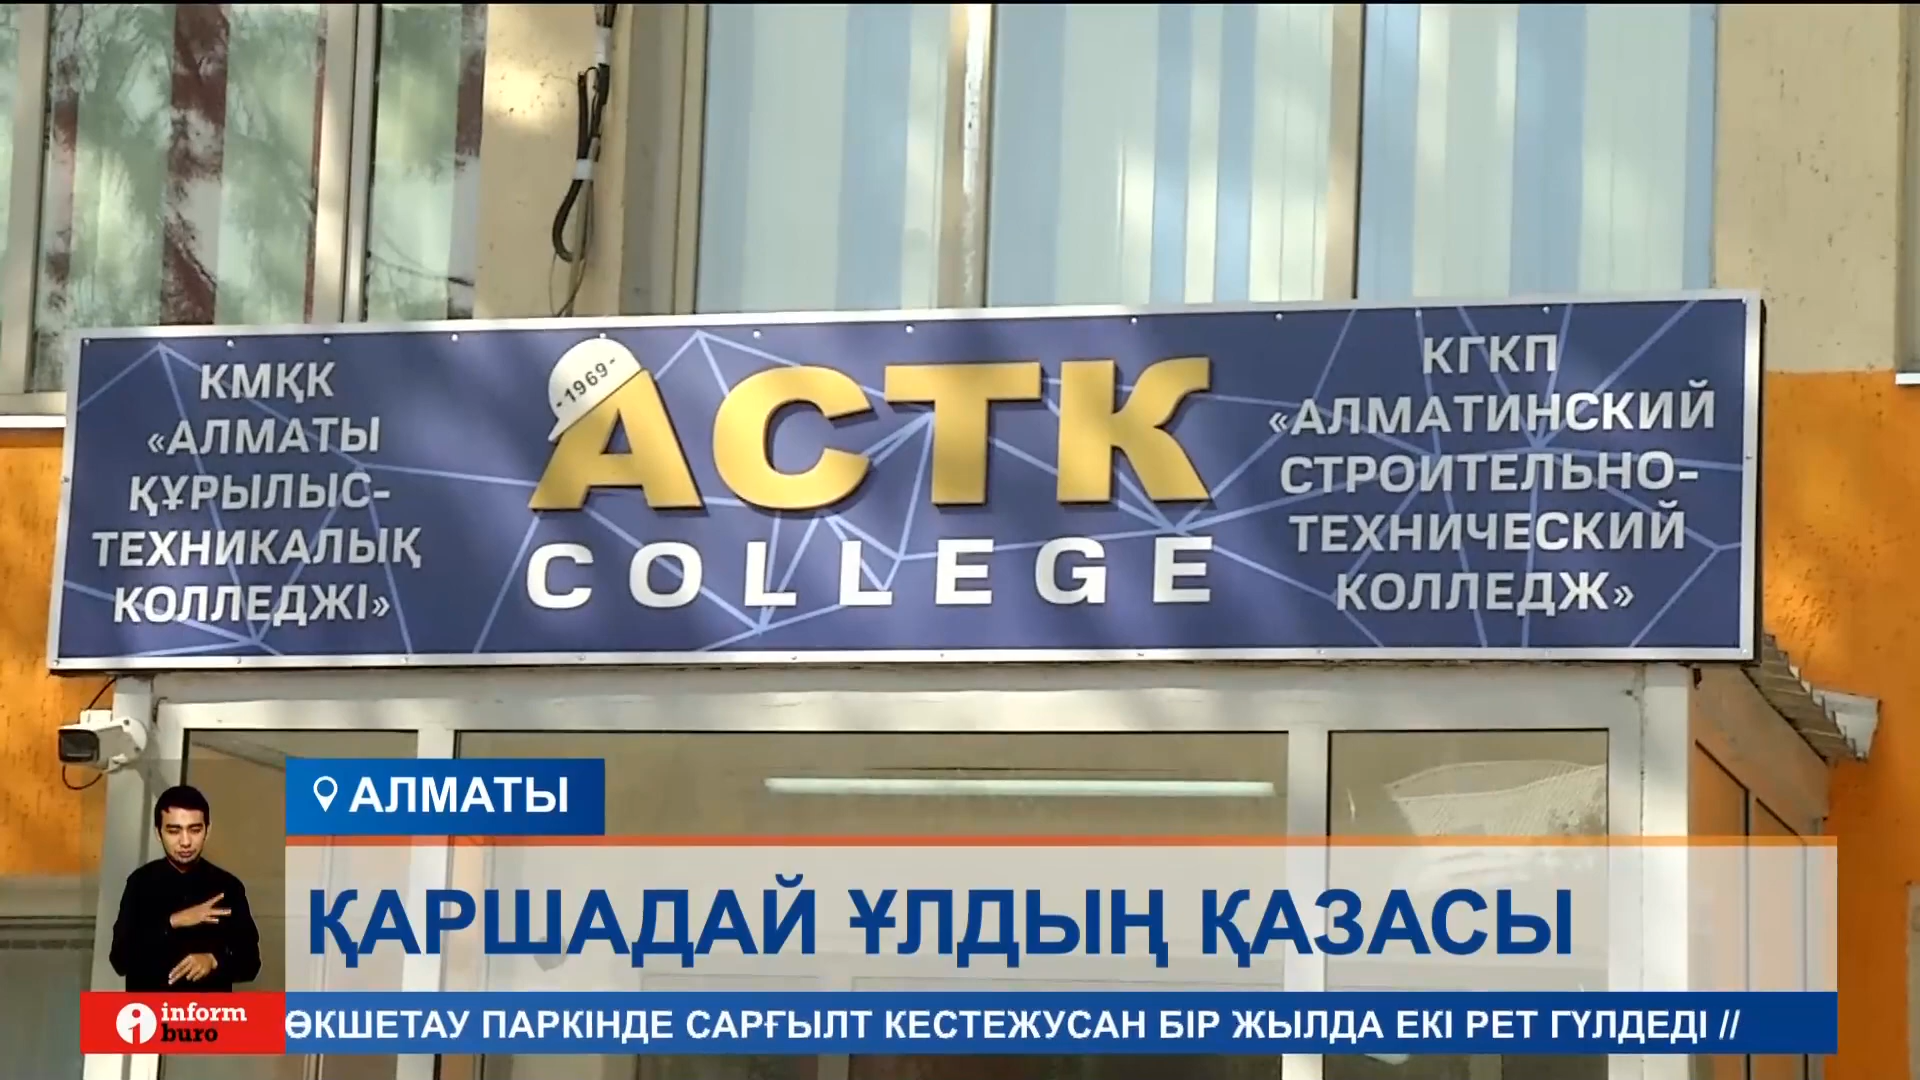 КМҚК
«АЛМАТЫ
ҚҰРЫЛЫС-
ТЕХНИКАЛЫҚ
КОЛЛЕДЖІ»
-1969-
АСТК
COLLEGE
КГКП
«АЛМАТИНСКИЙ
СТРОИТЕЛЬНО-
ТЕХНИЧЕСКИЙ
КОЛЛЕДЖ»
АЛМАТЫ
ҚАРШАДАЙ ҰЛДЫҢ ҚАЗАСЫ
inform
buro
ӨКШЕТАУ ПАРКІНДЕ САРҒЫЛТ КЕСТЕЖУСАН БІР ЖЫЛДА ЕКІ РЕТ ГҮЛДЕДІ //